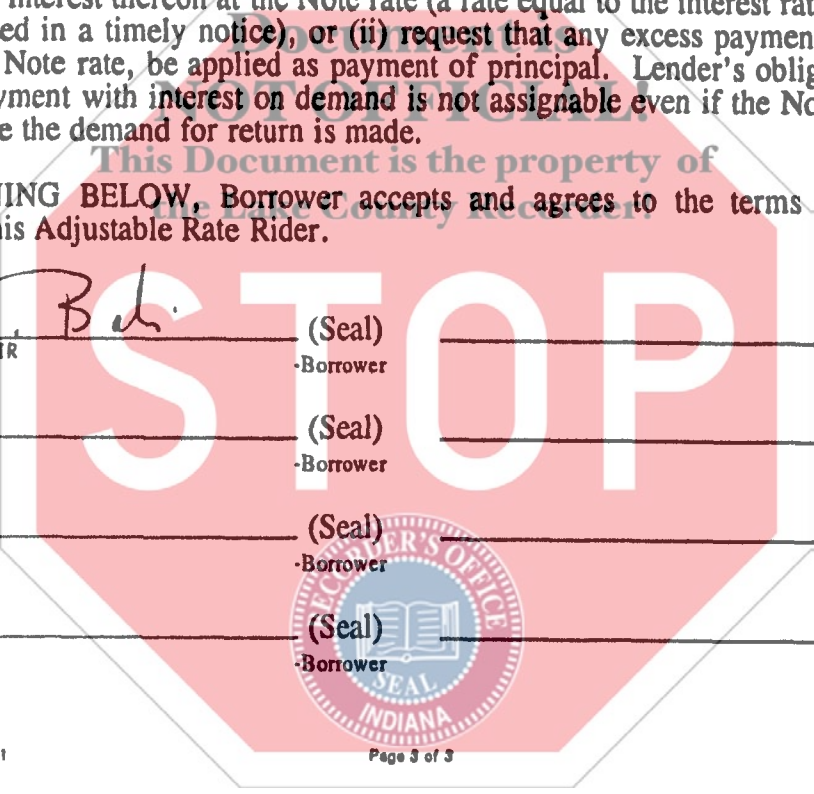 interest thereon at the Note rate (a rate equal to the interest rat
ed in a timely notice), or (ii) request that any excess paymen
Note rate, be applied as payment of principal. Lender's oblig
yment with interest on demand is not assignable even if the No
e the demand for return is made.
Document is
NOT OFFICIAL!
This Document is the property of
the Lake County Recorder!
NING BELOW, Borrower accepts and agrees to the terms
his Adjustable Rate Rider.
STOP
(Seal)
-Borrower
(Seal)
-Borrower
(Seal)
-Borrower
(Seal)
-Borrower
RECORDER'S OFFICE
SEAL
INDIANA
Page 3 of 3